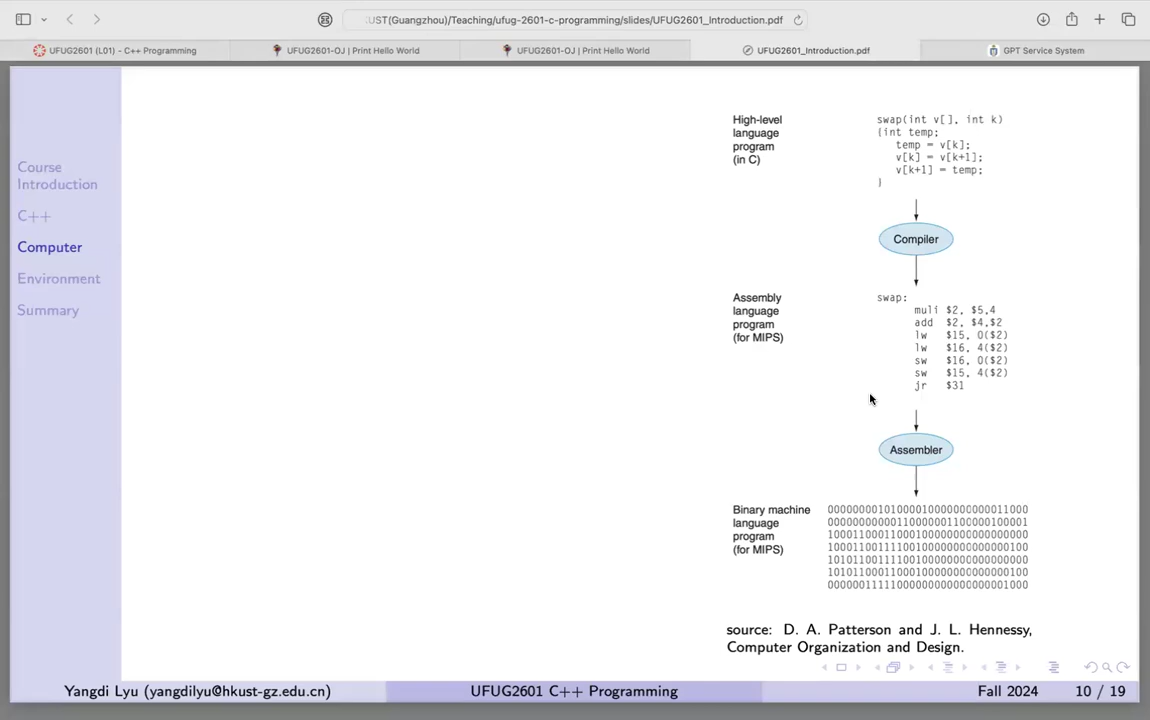 :UST(Guangzhou)/Teaching/ufug-2601-c-programming/slides/UFUG2601_Introduction.pdf
UFUG2601 (L01) - C++ Programming
UFUG2601-OJ | Print Hello World
UFUG2601-OJ | Print Hello World
UFUG2601_Introduction.pdf
GPT Service System
Course
Introduction
C++
Computer
Environment
Summary
High-level
language
program
(in C)
swap(int v[], int k)
{int temp;
temp = v[k];
v[k] = v[k+1];
v[k+1] = temp;
}
Compiler
Assembly
language
program
(for MIPS)
swap:
muli $2, $5,4
add $2, $4,$2
lw $15, 0($2)
lw $16, 4($2)
sw $16, 0($2)
sw $15, 4($2)
jr $31
Assembler
Binary machine
language
program
(for MIPS)
00000000101000010000000000011000
00000000000110000001100000100001
10001100011000100000000000000000
10001100111100100000000000000100
10101100111100100000000000000000
10101100011000100000000000000100
00000011111000000000000000001000
source: D. A. Patterson and J. L. Hennessy,
Computer Organization and Design.
Yangdi Lyu (yangdilyu@hkust-gz.edu.cn)
UFUG2601 C++ Programming
Fall 2024
10 / 19